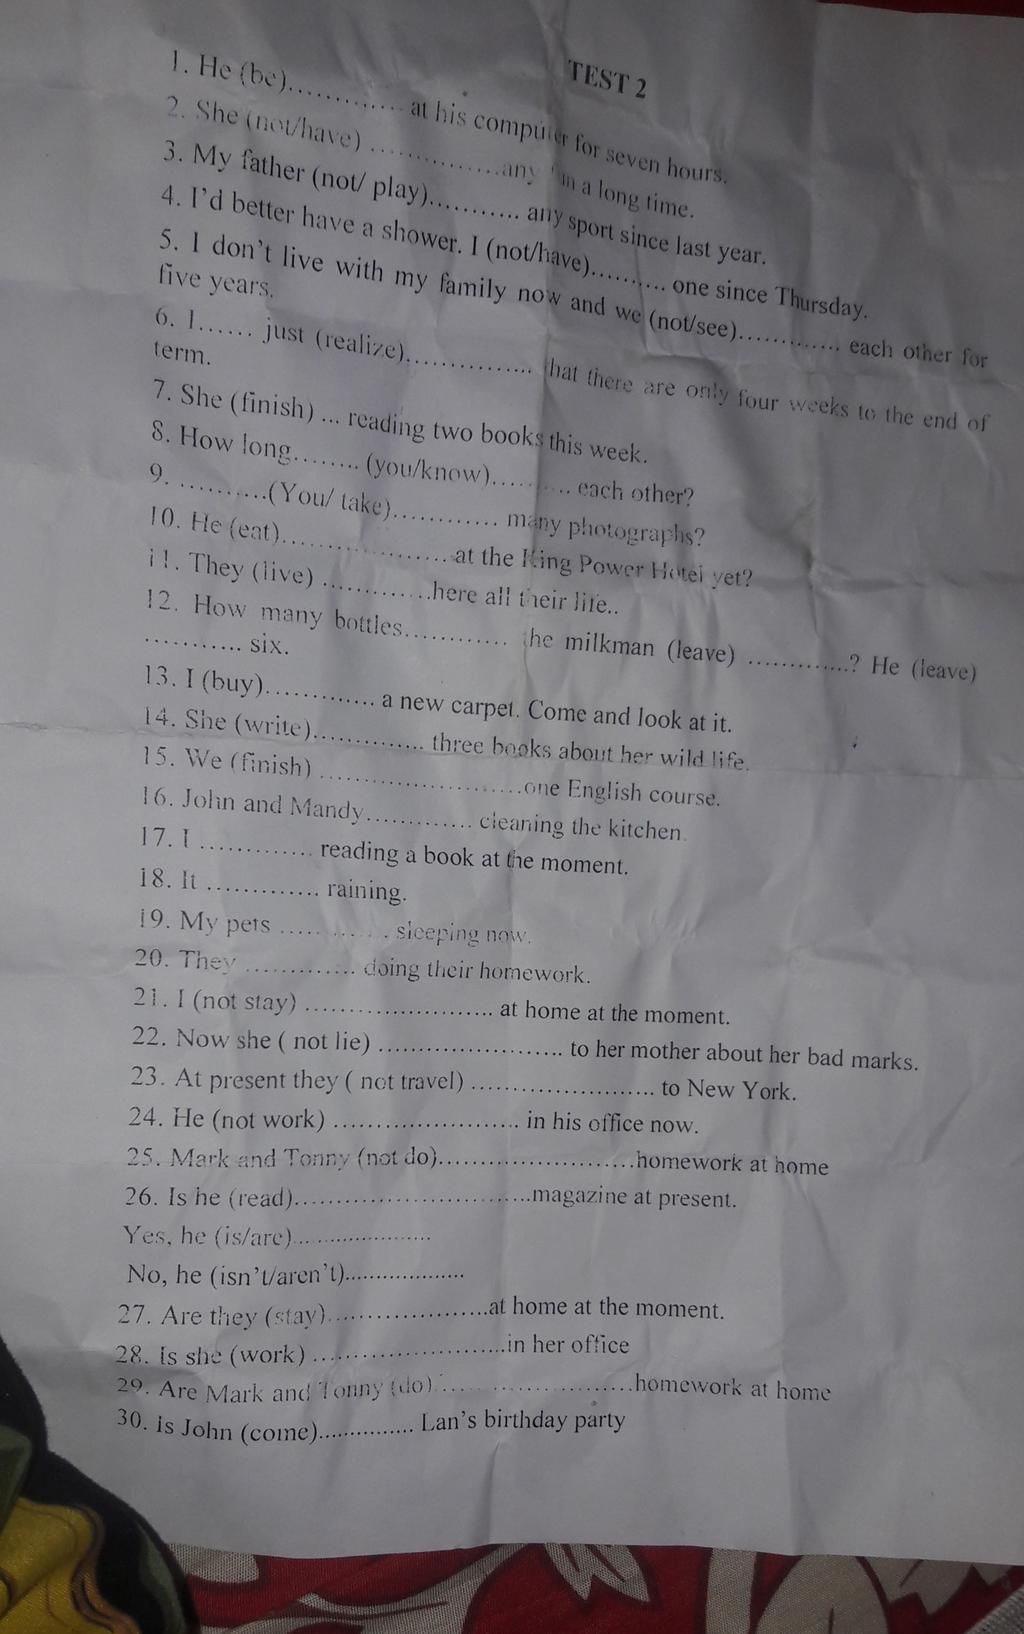 TEST 2
1. He (be)............. at his computer for seven hours.
2. She (not/have) ...............any in a long time.
3. My father (not/ play)........... any sport since last year.
4. I'd better have a shower. I (not/have).......... one since Thursday.
5. I don't live with my family now and we (not/see)............. each other for
five years.
6. I...... just (realize).............. that there are only four weeks to the end of
term.
7. She (finish) ... reading two books this week.
8. How long........ (you/know).......... each other?
9. ..........(You/ take)............ many photographs?
10. He (eat)...................at the King Power Hotel yet?
11. They (live) .............here all their life..
12. How many bottles............ the milkman (leave) .............? He (leave)
........... six.
13. I (buy)............. a new carpet. Come and look at it.
14. She (write)............. three books about her wild life.
15. We (finish) .......................one English course.
16. John and Mandy............. cleaning the kitchen.
17. I ............. reading a book at the moment.
18. It ............. raining.
19. My pets ............. sleeping now.
20. They ............. doing their homework.
21. I (not stay) ...................... at home at the moment.
22. Now she ( not lie) ...................... to her mother about her bad marks.
23. At present they ( not travel) ...................... to New York.
24. He (not work) ...................... in his office now.
25. Mark and Tonny (not do).......................homework at home
26. Is he (read)............................magazine at present.
Yes, he (is/are)........................
No, he (isn't/aren't)....................
27. Are they (stay)...................at home at the moment.
28. Is she (work) .......................in her office
29. Are Mark and Tonny (do).........................homework at home
30. Is John (come)............... Lan's birthday party